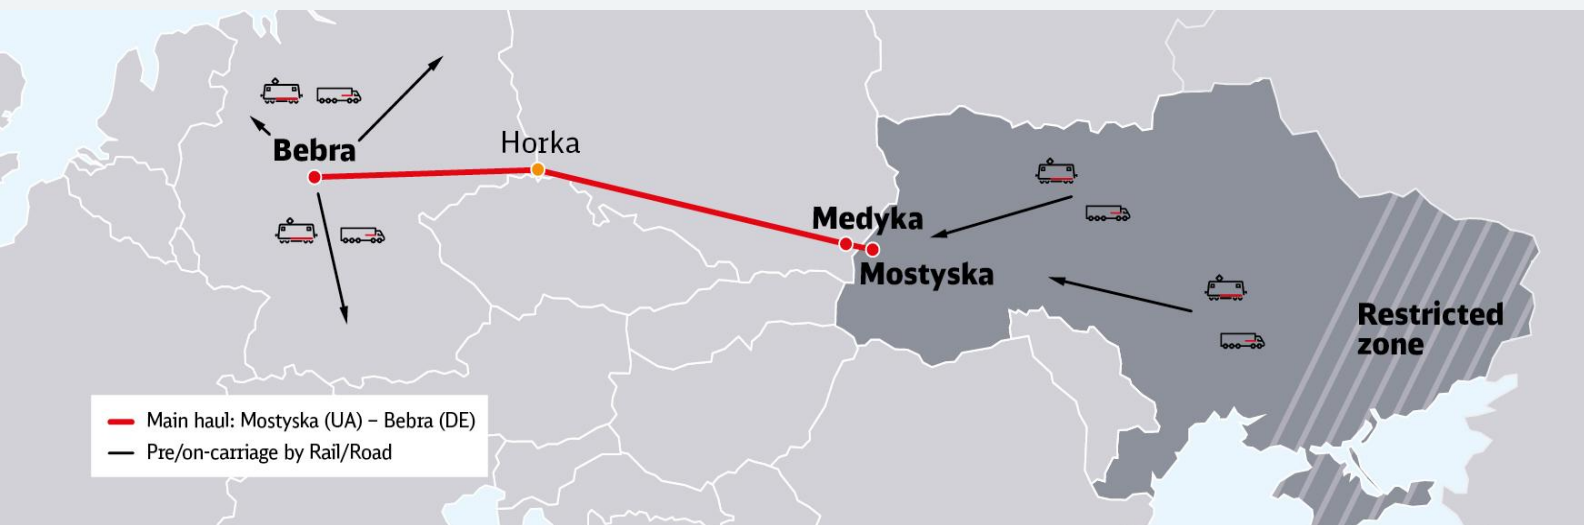 Horka
Bebra
Medyka
Mostyska
Restricted
zone
Main haul: Mostyska (UA) – Bebra (DE)
Pre/on-carriage by Rail/Road